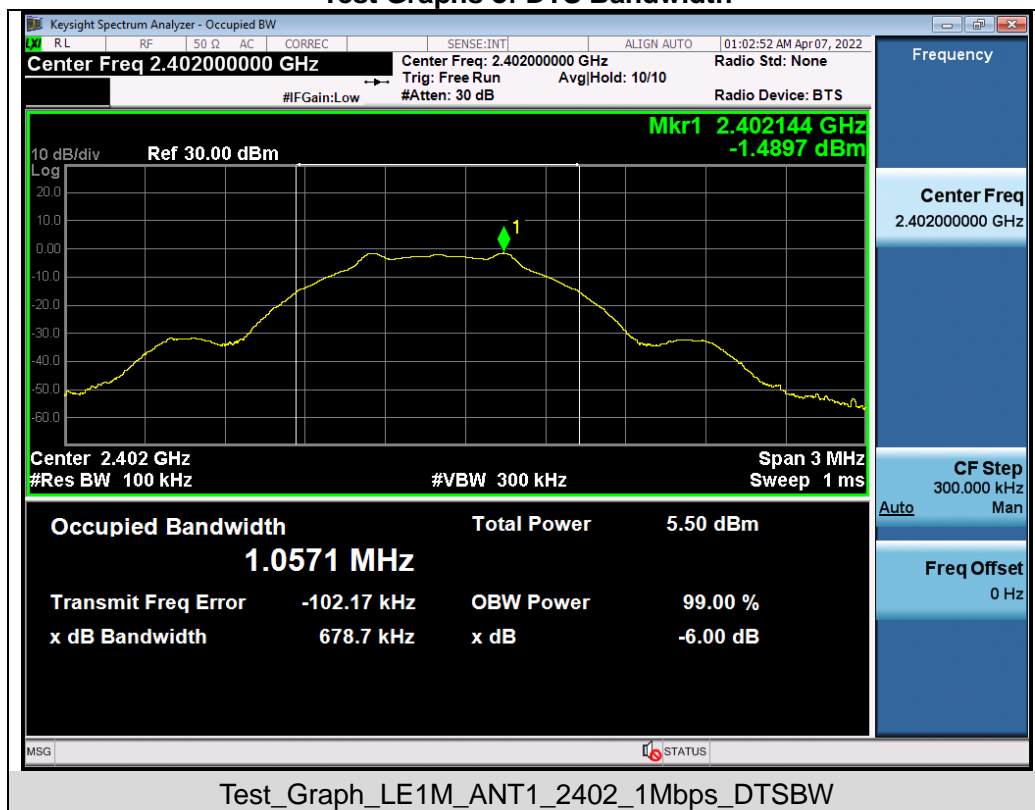 Test Graphs of DTS Bandwidth
Keysight Spectrum Analyzer - Occupied BW
LXI RL RF 50 Ω AC CORREC SENSE:INT ALIGN AUTO 01:02:52 AM Apr 07, 2022
Center Freq 2.402000000 GHz
Center Freq: 2.402000000 GHz
Radio Std: None
Trig: Free Run Avg|Hold: 10/10
#IFGain:Low
#Atten: 30 dB
Radio Device: BTS
Mkr1 2.402144 GHz
-1.4897 dBm
10 dB/div Ref 30.00 dBm
Log
20.0
10.0
0.00
-10.0
-20.0
-30.0
-40.0
-50.0
-60.0
1
Center 2.402 GHz
Span 3 MHz
#Res BW 100 kHz
#VBW 300 kHz
Sweep 1 ms
Occupied Bandwidth
Total Power 5.50 dBm
1.0571 MHz
Transmit Freq Error -102.17 kHz
OBW Power 99.00 %
x dB Bandwidth 678.7 kHz
x dB -6.00 dB
MSG
STATUS
Frequency
Center Freq
2.402000000 GHz
CF Step
300.000 kHz
Auto Man
Freq Offset
0 Hz
Test_Graph_LE1M_ANT1_2402_1Mbps_DTSBW